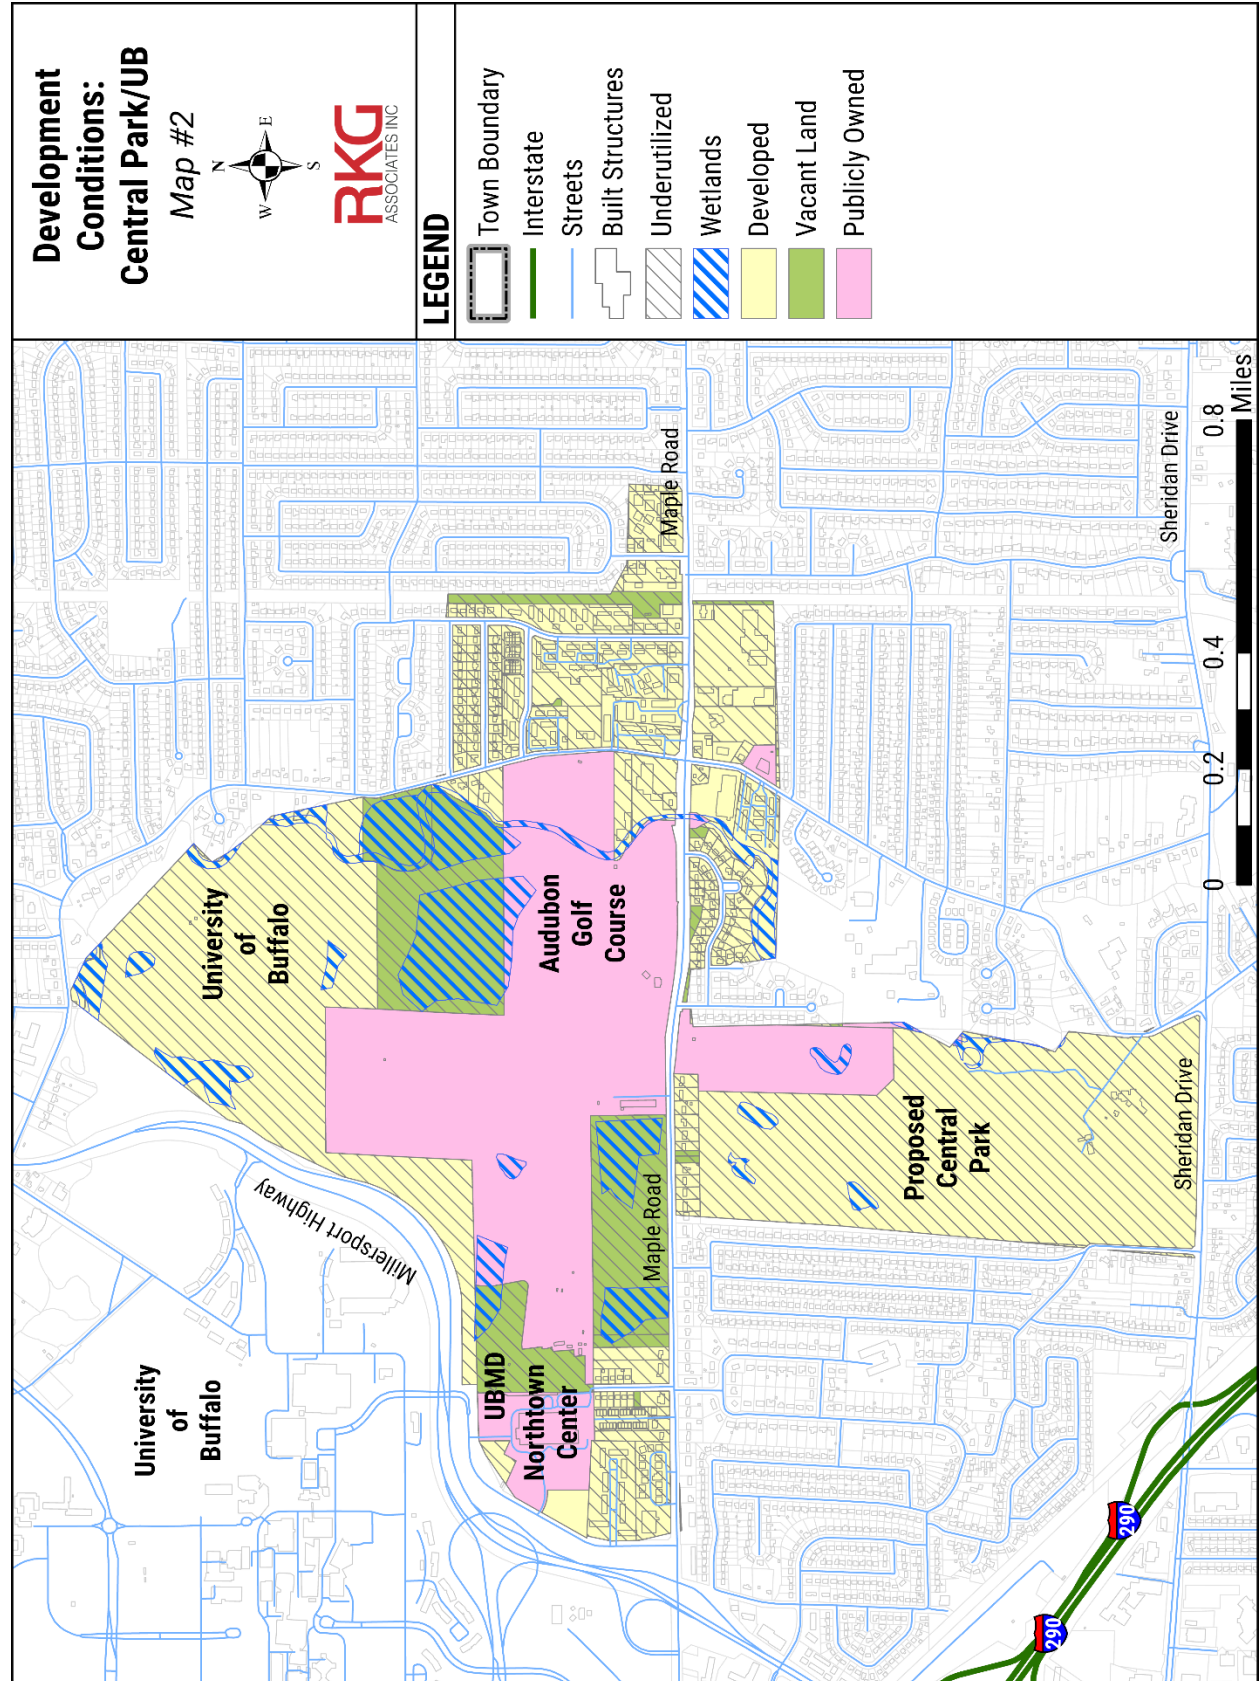 Development
Conditions:
Central Park/UB
Map #2
N
W
E
S
RKG
ASSOCIATES INC
LEGEND
Town Boundary
Interstate
Streets
Built Structures
Underutilized
Wetlands
Developed
Vacant Land
Publicly Owned
University
of
Buffalo
Millersport Highway
University
of
Buffalo
UBMD
Northtown
Center
Audubon
Golf
Course
Maple Road
Maple Road
Proposed
Central
Park
Sheridan Drive
Sheridan Drive
290
290
0
0.2
0.4
0.8
Miles